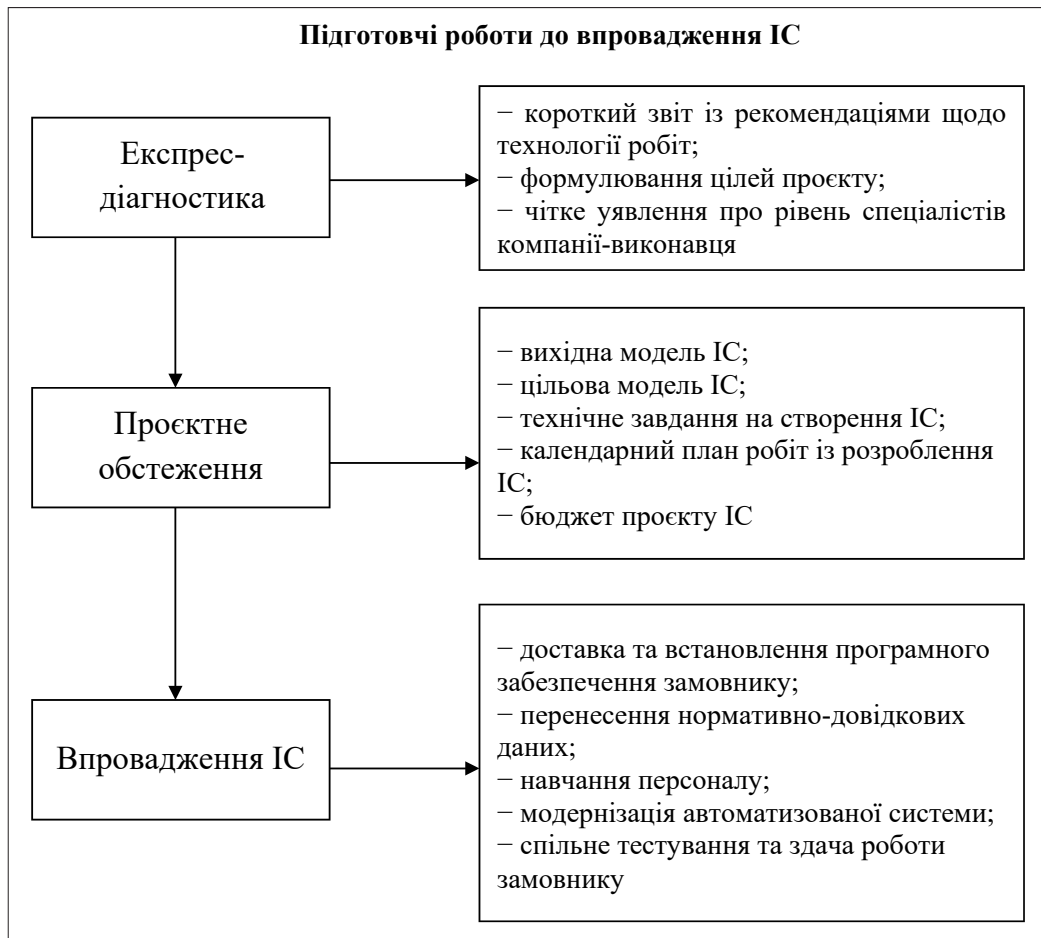 Підготовчі роботи до впровадження ІС
Експрес-
діагностика
− короткий звіт із рекомендаціями щодо
технології робіт;
− формулювання цілей проєкту;
− чітке уявлення про рівень спеціалістів
компанії-виконавця
Проєктне
обстеження
− вихідна модель ІС;
− цільова модель ІС;
− технічне завдання на створення ІС;
− календарний план робіт із розроблення
ІС;
− бюджет проєкту ІС
Впровадження ІС
− доставка та встановлення програмного
забезпечення замовнику;
− перенесення нормативно-довідкових
даних;
− навчання персоналу;
− модернізація автоматизованої системи;
− спільне тестування та здача роботи
замовнику